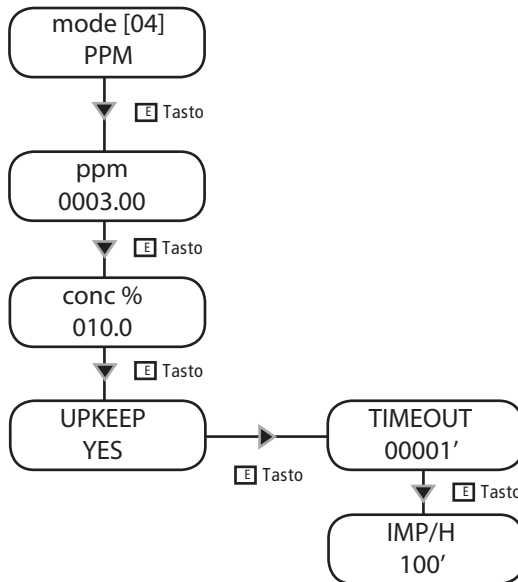 mode [04]
PPM
E Tasto
ppm
0003.00
E Tasto
conc %
010.0
E Tasto
UPKEEP
YES
E Tasto
TIMEOUT
00001’
E Tasto
IMP/H
100’